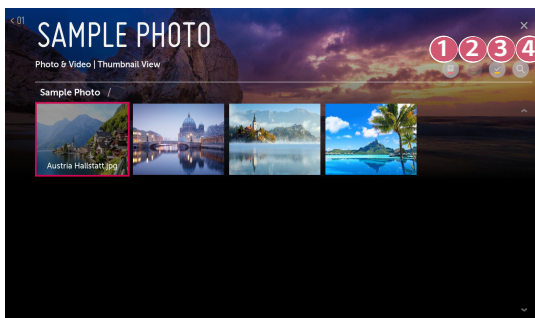 < 01
SAMPLE PHOTO
Photo & Video | Thumbnail View
1 2 3 4
Sample Photo /
Austria Hallstatt.jpg